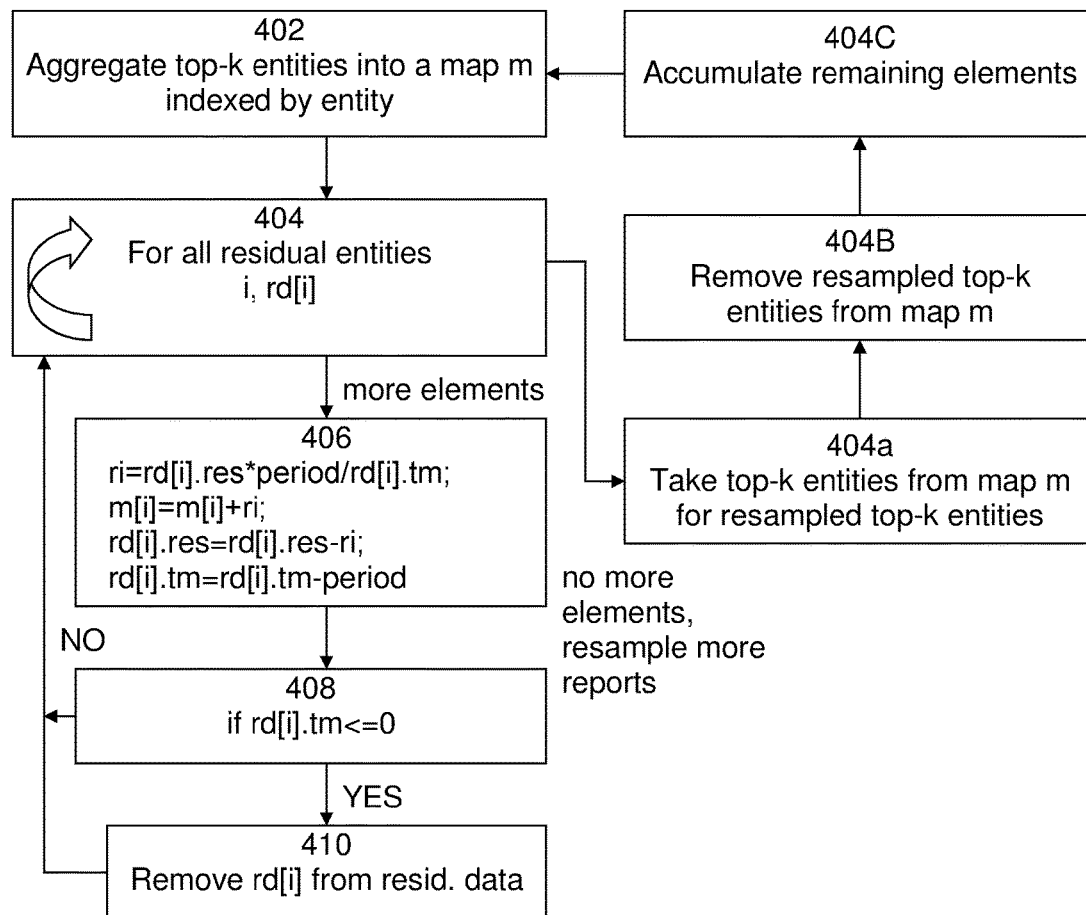 402
Aggregate top-k entities into a map m
indexed by entity
404C
Accumulate remaining elements
404
For all residual entities
i, rd[i]
404B
Remove resampled top-k
entities from map m
more elements
406
ri=rd[i].res*period/rd[i].tm;
m[i]=m[i]+ri;
rd[i].res=rd[i].res-ri;
rd[i].tm=rd[i].tm-period
404a
Take top-k entities from map m
for resampled top-k entities
no more
elements,
resample more
reports
NO
408
if rd[i].tm<=0
YES
410
Remove rd[i] from resid. data